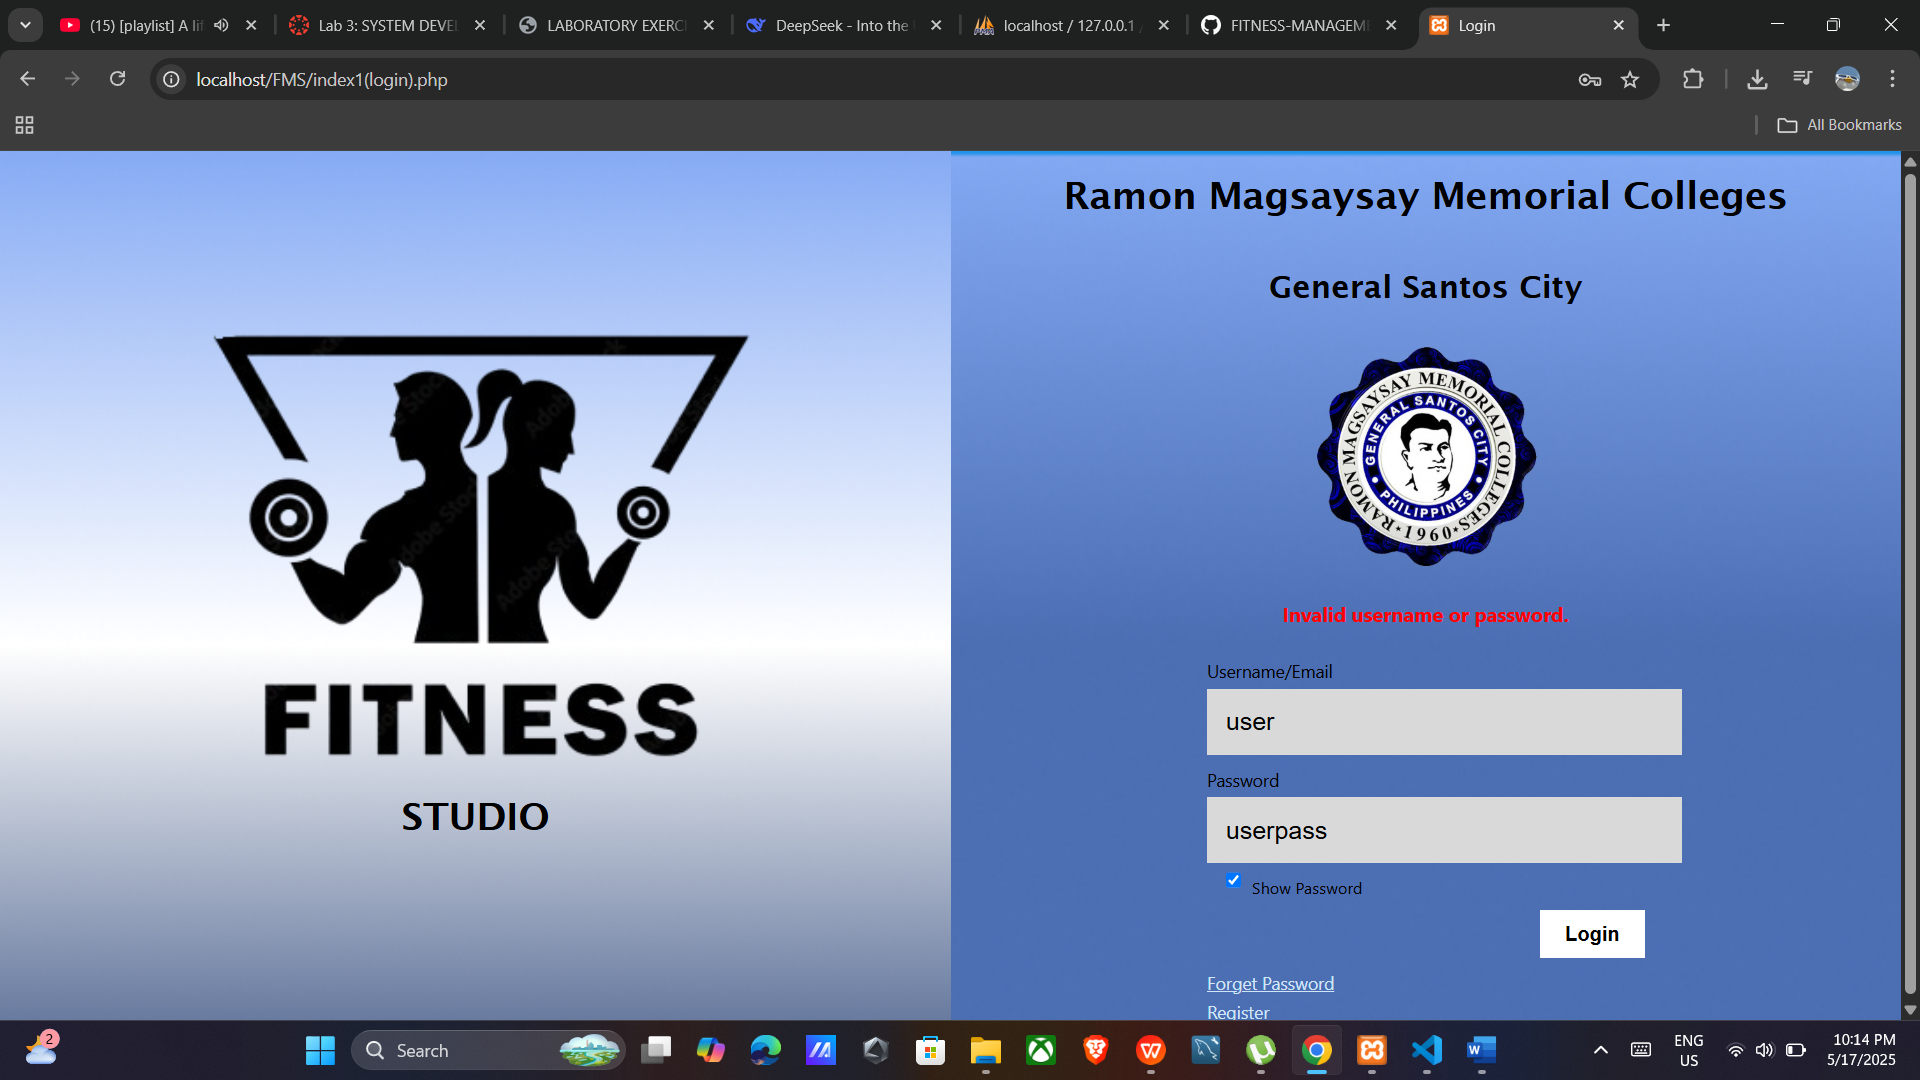 (15) [playlist] A lif
Lab 3: SYSTEM DEVEL
LABORATORY EXERCI
DeepSeek - Into the U
localhost / 127.0.0.1 /
FITNESS-MANAGEME
Login
localhost/FMS/index1(login).php
All Bookmarks
FITNESS
STUDIO
Ramon Magsaysay Memorial Colleges
General Santos City
RAMON MAGSAYSAY MEMORIAL COLLEGES
GENERAL SANTOS CITY
PHILIPPINES
1960
Invalid username or password.
Username/Email
user
Password
userpass
Show Password
Login
Forget Password
Register
2
Search
ENG
US
10:14 PM
5/17/2025